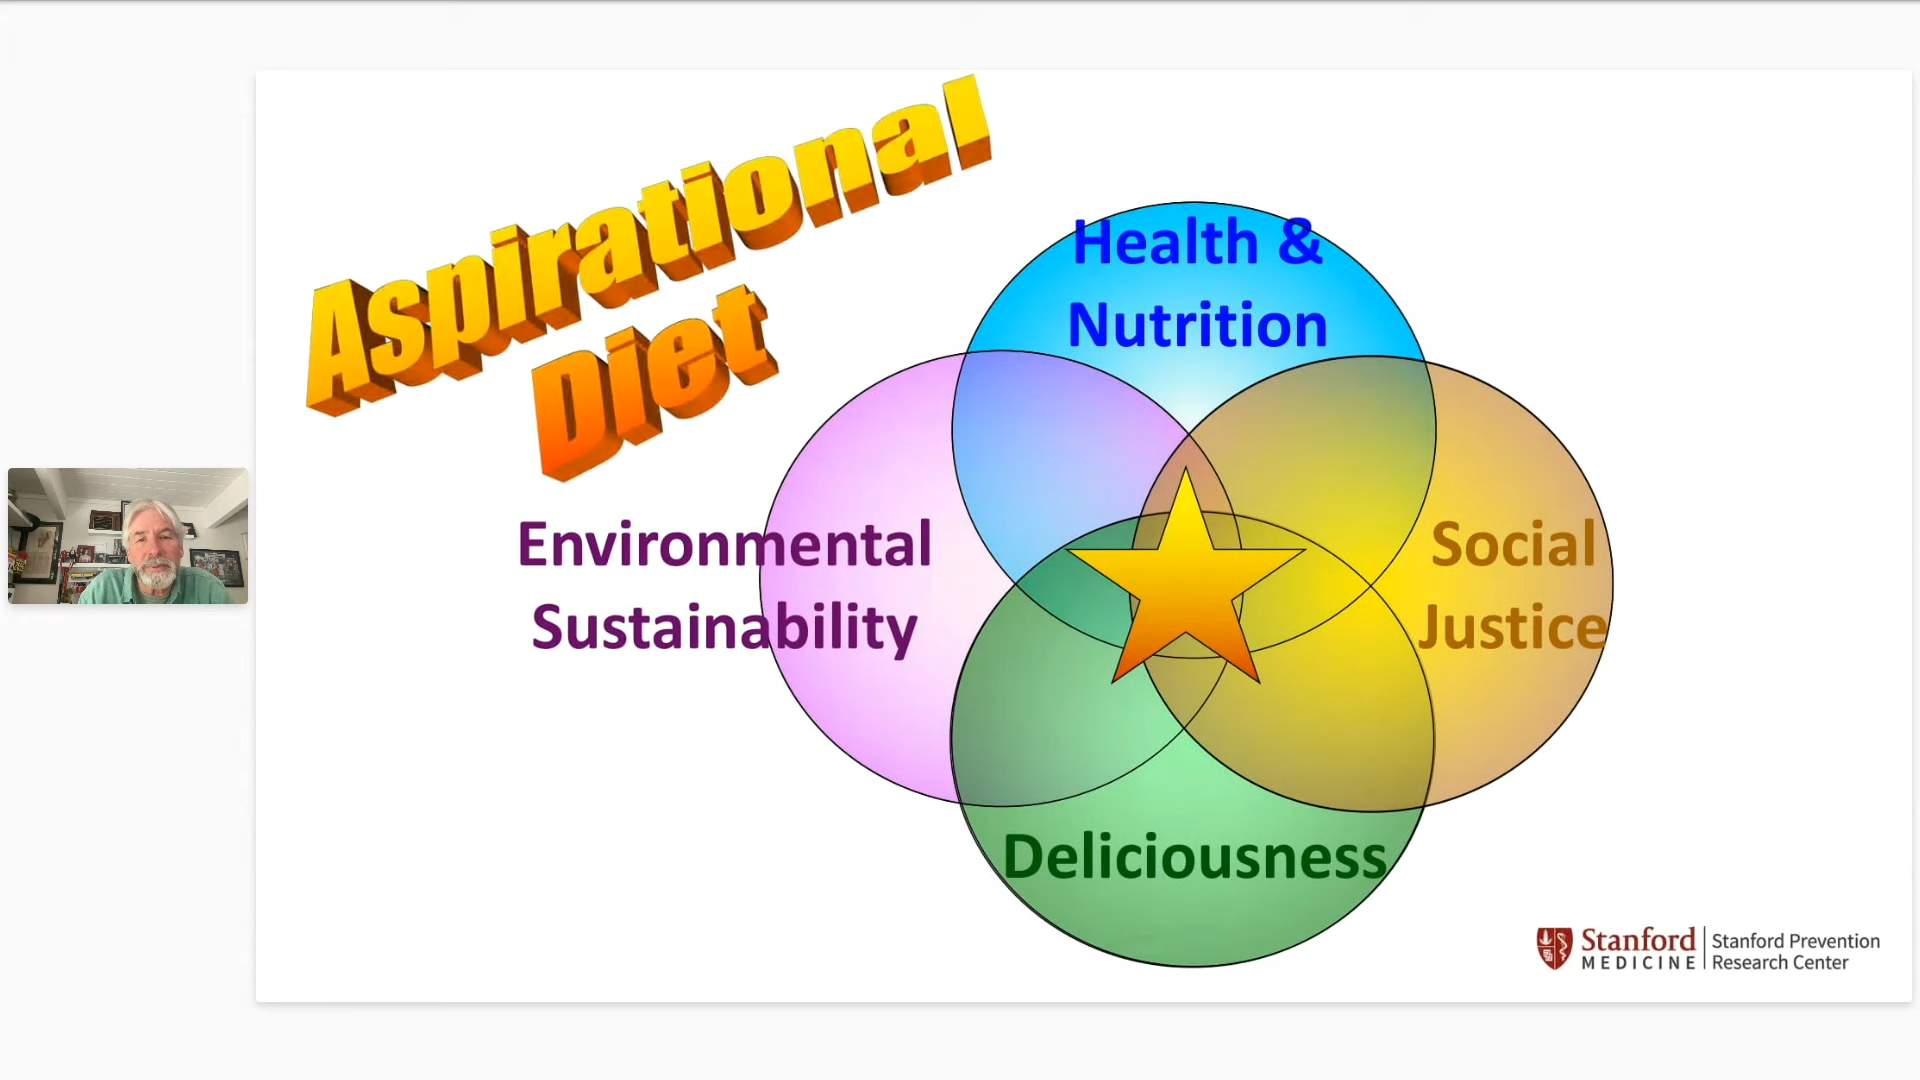 Aspirational
Diet
Health &
Nutrition
Environmental
Sustainability
Social
Justice
Deliciousness
Stanford
MEDICINE
Stanford Prevention
Research Center